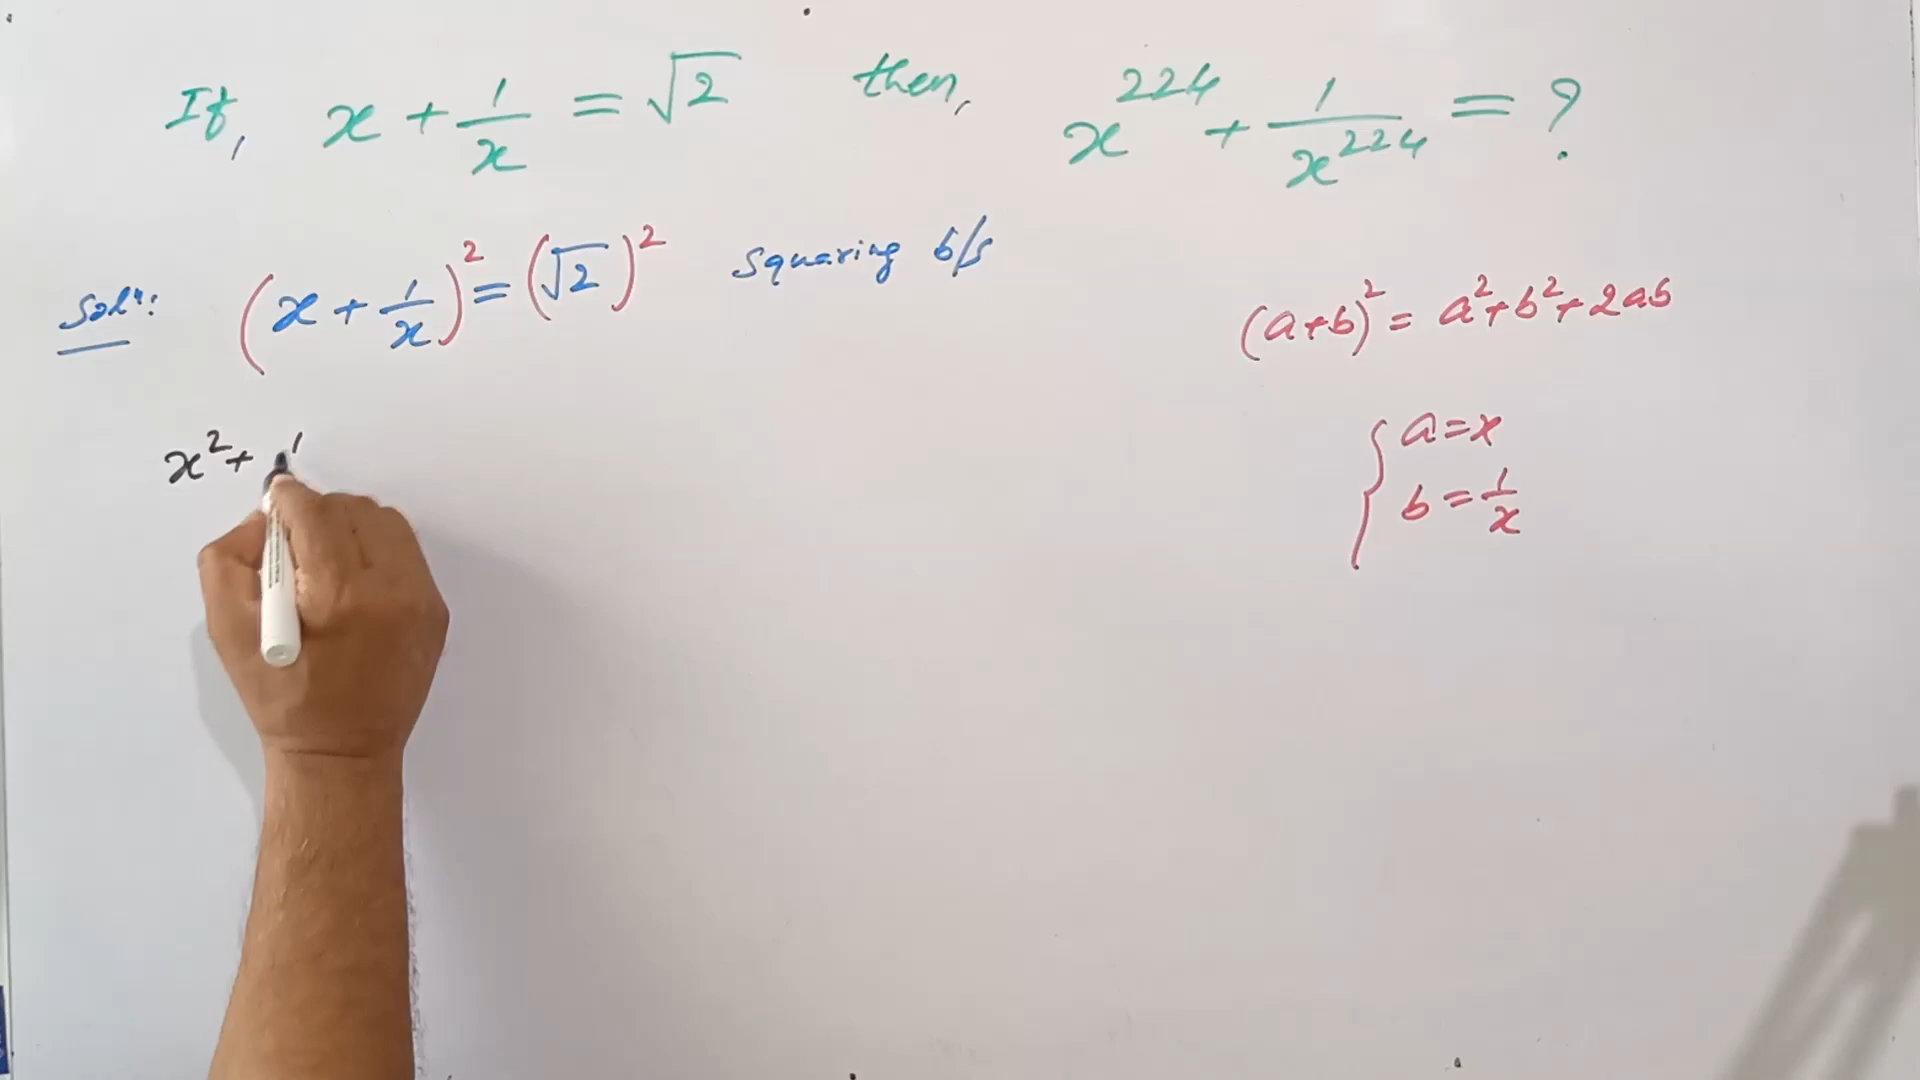 If, x + 1/x = √2 then, x^224 + 1/x^224 = ?
Solⁿ: (x + 1/x)^2 = (√2)^2 Squaring b/s
(a+b)^2 = a^2+b^2+2ab
x^2 + 1
{ a=x
b = 1/x